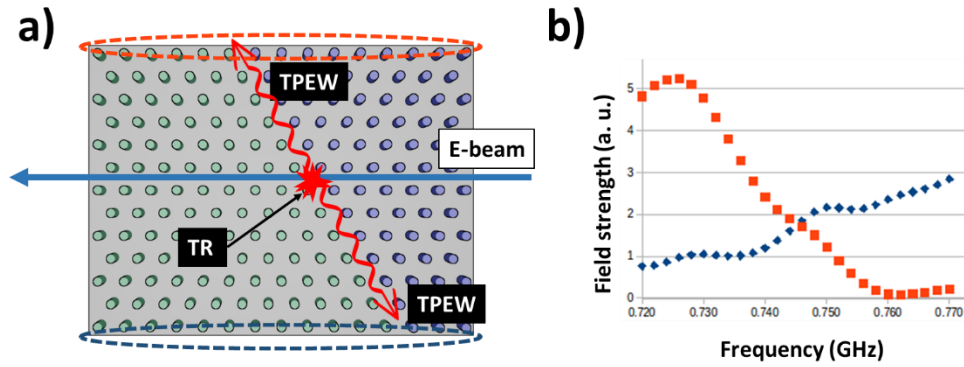 a)
TPEW
E-beam
TR
TPEW
b)
Field strength (a. u.)
5
4
3
2
1
0
0.720
0.730
0.740
0.750
0.760
0.770
Frequency (GHz)